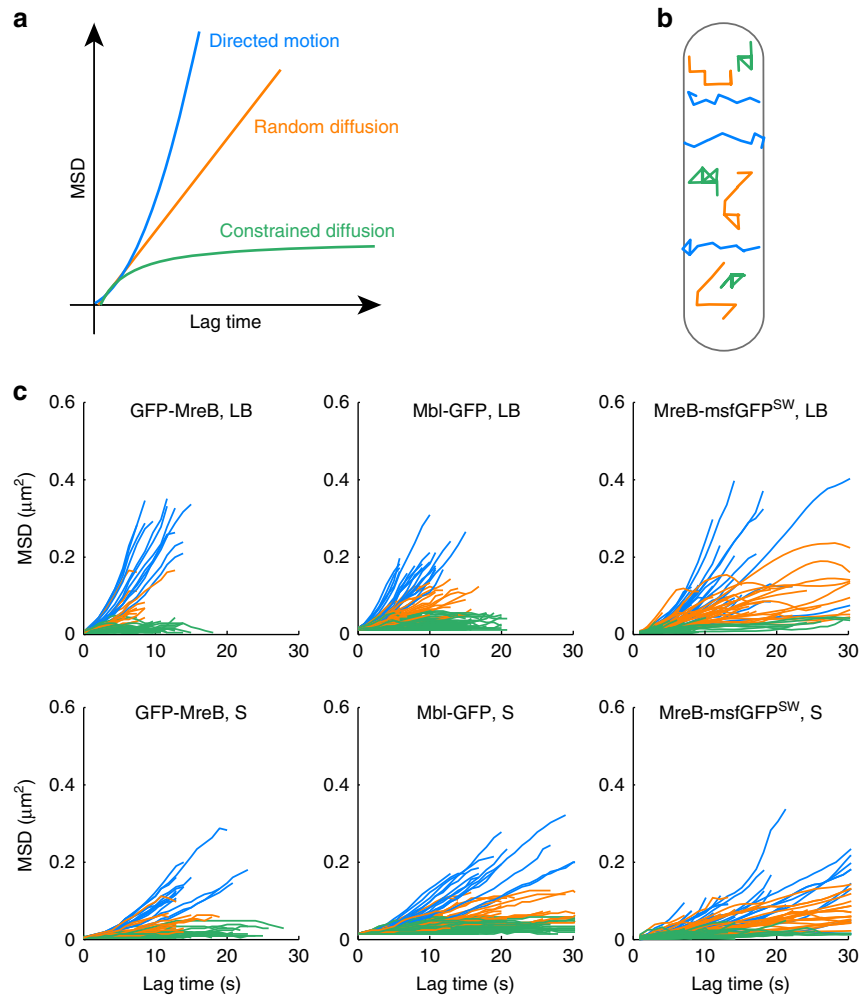 a
Directed motion
Random diffusion
Constrained diffusion
MSD
Lag time
b
c
GFP-MreB, LB
Mbl-GFP, LB
MreB-msfGFP^SW, LB
MSD (μm²)
0.6
0.4
0.2
0
0 10 20 30
0.6
0.4
0.2
0
0 10 20 30
0.6
0.4
0.2
0
0 10 20 30
GFP-MreB, S
Mbl-GFP, S
MreB-msfGFP^SW, S
MSD (μm²)
0.6
0.4
0.2
0
0 10 20 30
Lag time (s)
0.6
0.4
0.2
0
0 10 20 30
Lag time (s)
0.6
0.4
0.2
0
0 10 20 30
Lag time (s)